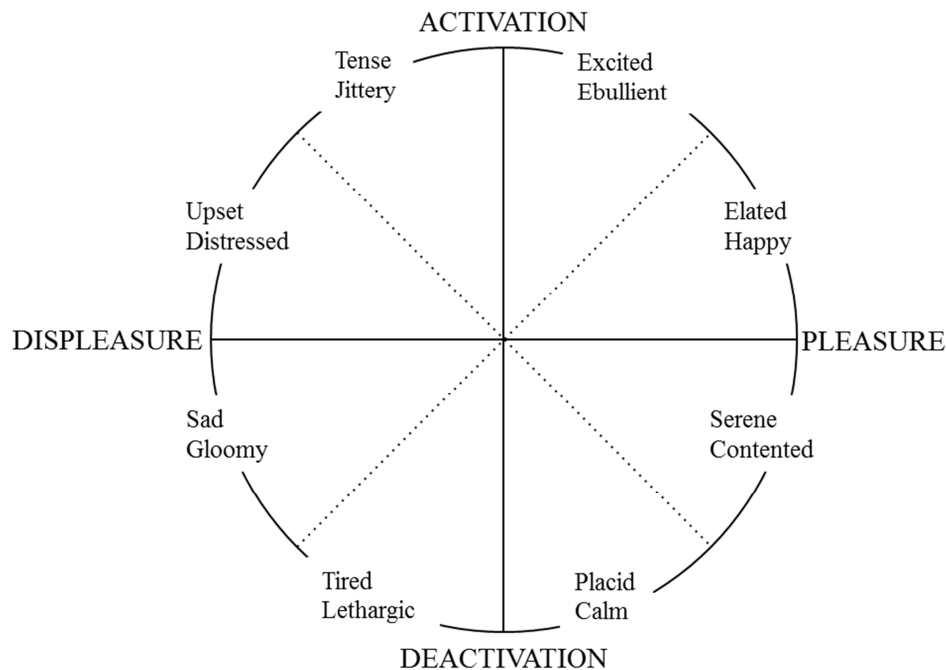 ACTIVATION
Tense
Jittery
Excited
Ebullient
Upset
Distressed
Elated
Happy
DISPLEASURE
PLEASURE
Sad
Gloomy
Serene
Contented
Tired
Lethargic
Placid
Calm
DEACTIVATION